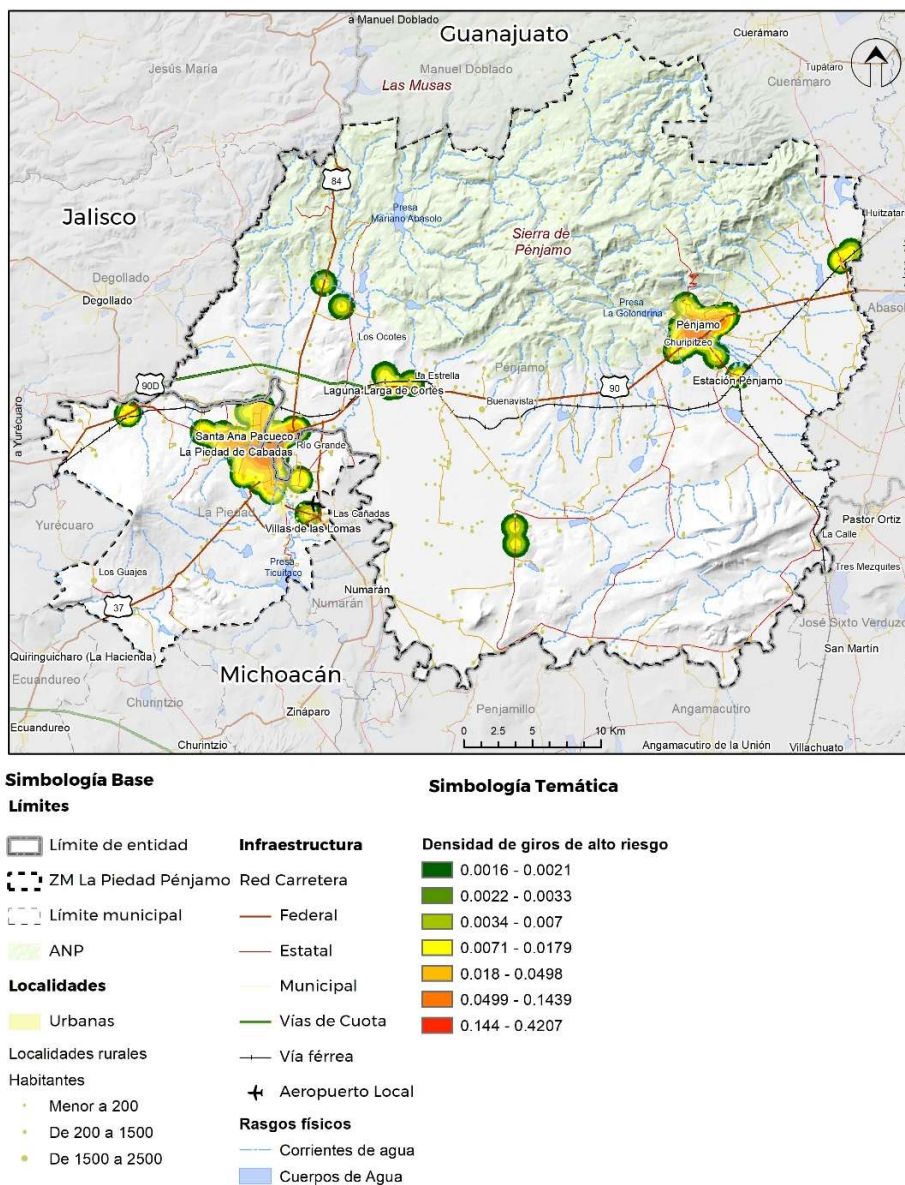 a Manuel Doblado
Guanajuato
Cuerámaro
Jesús María
Manuel Doblado
Tupátaro
Las Musas
Cuerámaro
84
Jalisco
Presa
Mariano Abasolo
Huitzatar
Sierra de
Pénjamo
Degollado
Degollado
Presa
La Golondrina
Abasol
Pénjamo
Los Ocotes
Churipitzeo
Pénjamo
La Estrella
90D
90
Estación Pénjamo
Laguna Larga de Cortés
Buenavista
a Yurécuaro
Santa Ana Pacueco
Río Grande
La Piedad de Cabadas
La Piedad
Las Cañadas
Pastor Ortiz
Yurécuaro
Villas de las Lomas
La Calle
Presa
Ticuitaco
Los Guajes
Tres Mezquites
Numarán
Numarán
37
José Sixto Verduzo
Quiringuicharo (La Hacienda)
San Martín
Michoacán
Ecuandureo
Churintzio
Penjamillo
Angamacutiro
Zináparo
Ecuandureo
0 2.5 5 10 Km
Churintzio
Angamacutiro de la Unión
Villachuato
Simbología Base
Límites
Límite de entidad
ZM La Piedad Pénjamo
Límite municipal
ANP
Localidades
Urbanas
Localidades rurales
Habitantes
Menor a 200
De 200 a 1500
De 1500 a 2500
Infraestructura
Red Carretera
Federal
Estatal
Municipal
Vías de Cuota
Vía férrea
Aeropuerto Local
Rasgos físicos
Corrientes de agua
Cuerpos de Agua
Simbología Temática
Densidad de giros de alto riesgo
0.0016 - 0.0021
0.0022 - 0.0033
0.0034 - 0.007
0.0071 - 0.0179
0.018 - 0.0498
0.0499 - 0.1439
0.144 - 0.4207